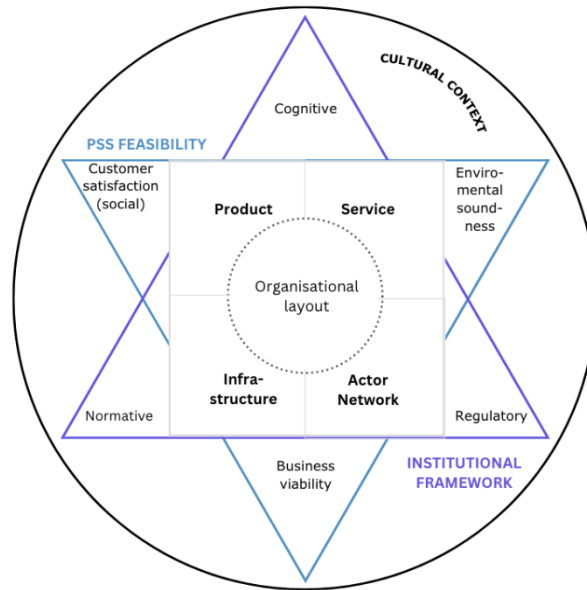 CULTURAL CONTEXT
Cognitive
PSS FEASIBILITY
Customer
satisfaction
(social)
Enviro-
mental
sound-
ness
Product
Service
Organisational
layout
Infra-
structure
Actor
Network
Normative
Regulatory
Business
viability
INSTITUTIONAL
FRAMEWORK